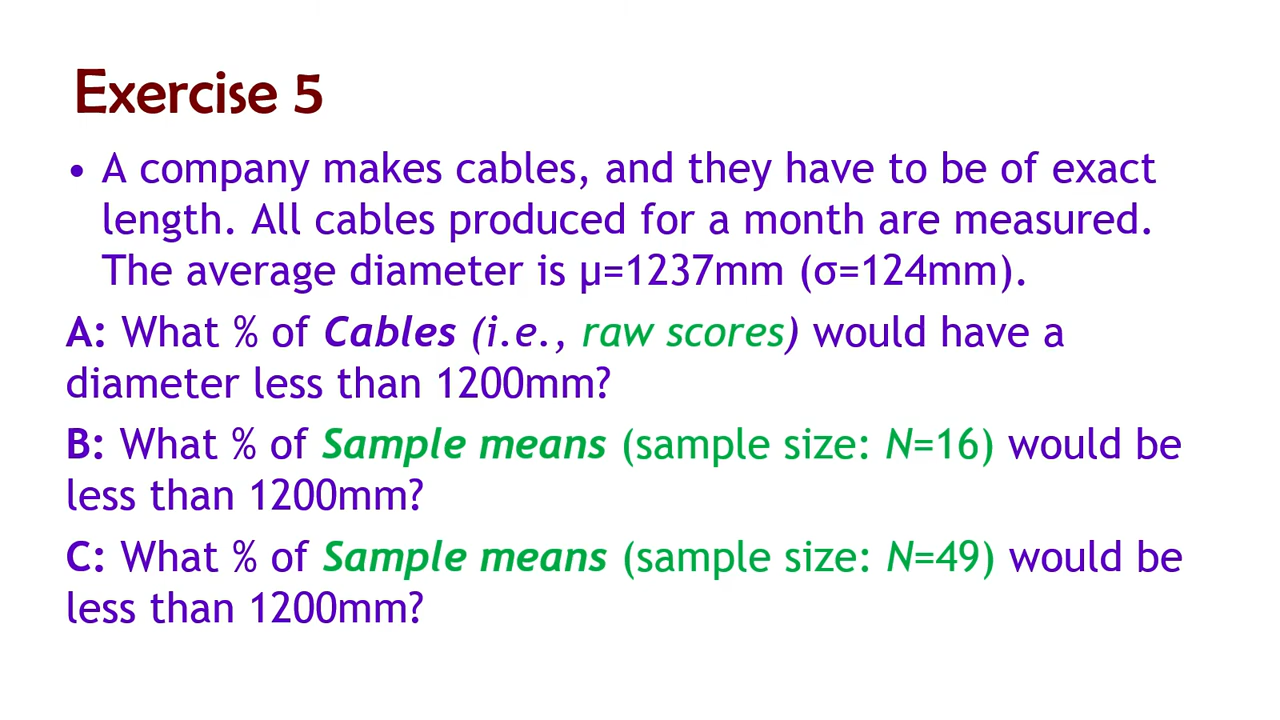 Exercise 5
• A company makes cables, and they have to be of exact
length. All cables produced for a month are measured.
The average diameter is μ=1237mm (σ=124mm).
A: What % of Cables (i.e., raw scores) would have a
diameter less than 1200mm?
B: What % of Sample means (sample size: N=16) would be
less than 1200mm?
C: What % of Sample means (sample size: N=49) would be
less than 1200mm?